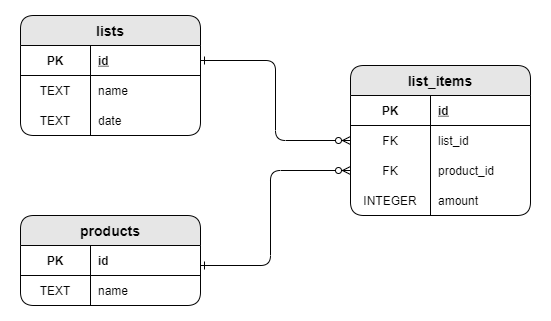 lists
PK id
TEXT name
TEXT date
list_items
PK id
FK list_id
FK product_id
INTEGER amount
products
PK id
TEXT name